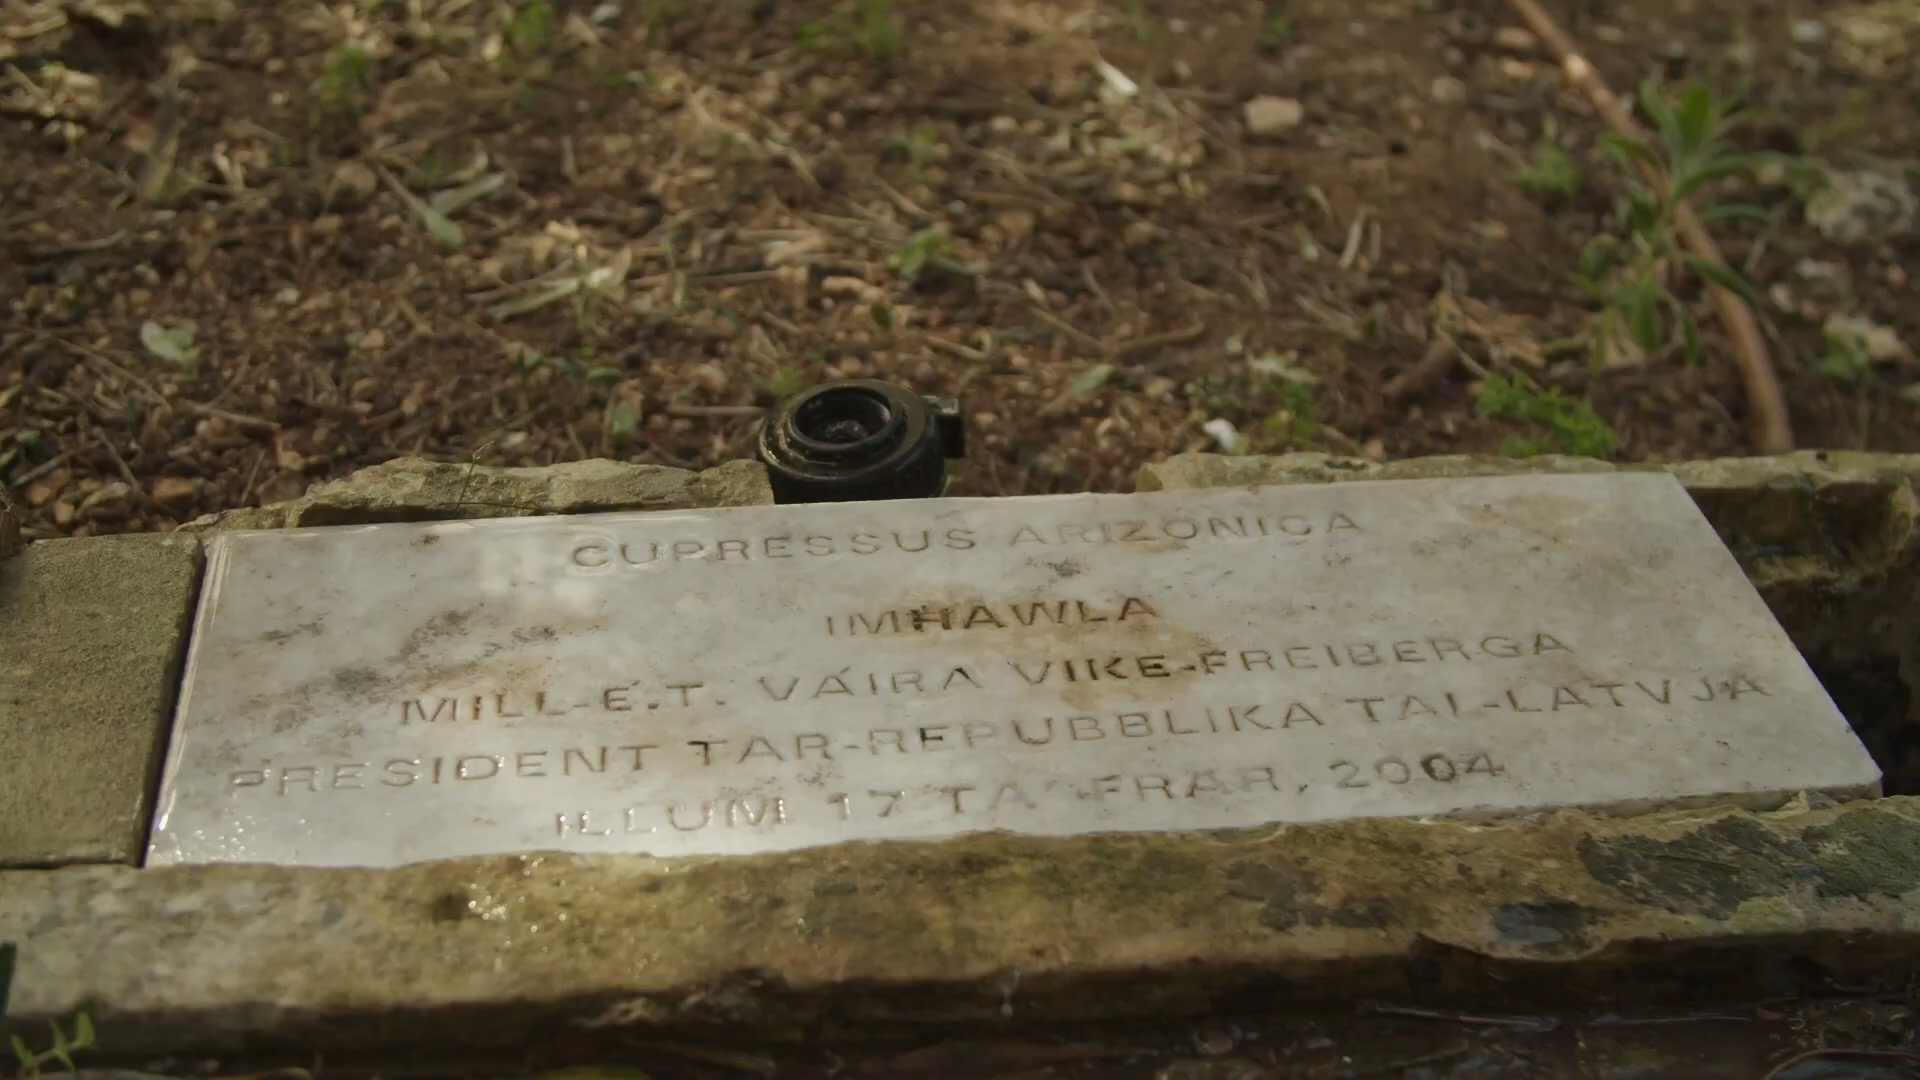 CUPRESSUS ARIZONICA
IMHAWLA
MILL-E.T. VAIRA VIKE-FREIBERGA
PRESIDENT TAR-REPUBBLIKA TAL-LATVJA
ILLUM 17 TA' FRAR, 2004